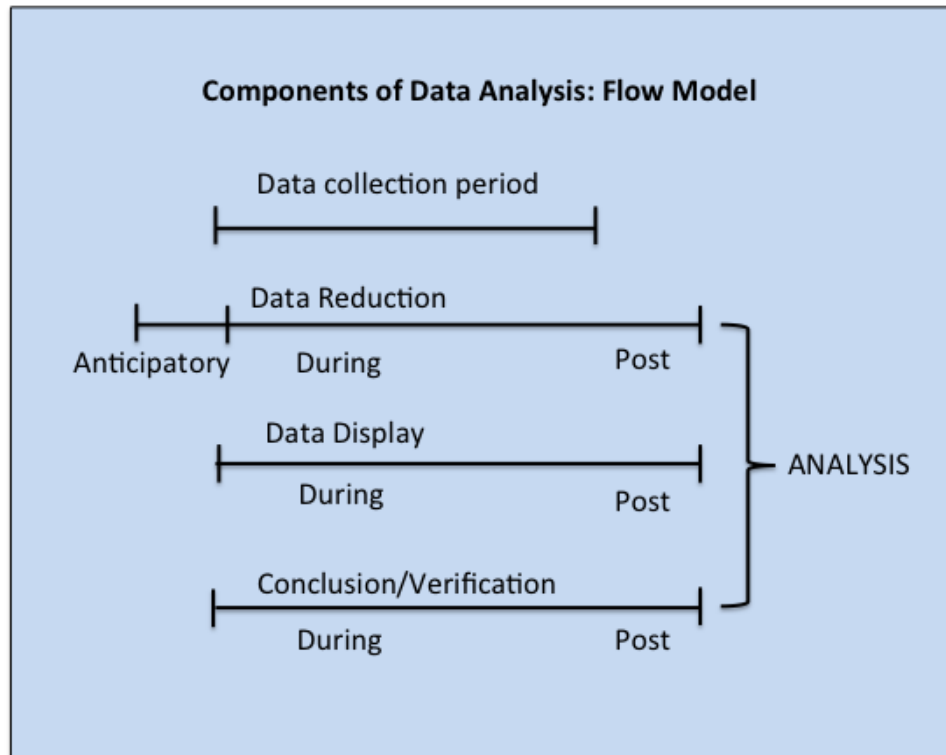 Components of Data Analysis: Flow Model
Data collection period
Data Reduction
Anticipatory During Post
Data Display
During Post
ANALYSIS
Conclusion/Verification
During Post